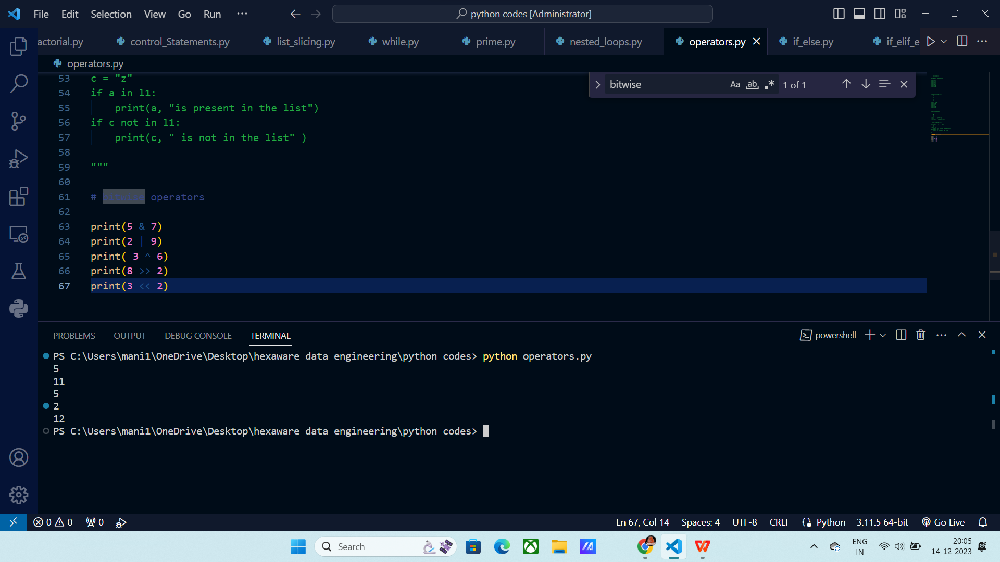 File Edit Selection View Go Run ···
python codes [Administrator]
actorial.py control_Statements.py list_slicing.py while.py prime.py nested_loops.py operators.py if_else.py if_elif_e
operators.py
bitwise Aa ab .* 1 of 1
53 c = "z"
54 if a in l1:
55 print(a, "is present in the list")
56 if c not in l1:
57 print(c, " is not in the list" )
58
59 """
60
61 # bitwise operators
62
63 print(5 & 7)
64 print(2 | 9)
65 print( 3 ^ 6)
66 print(8 >> 2)
67 print(3 << 2)
PROBLEMS OUTPUT DEBUG CONSOLE TERMINAL powershell
PS C:\Users\mani1\OneDrive\Desktop\hexaware data engineering\python codes> python operators.py
5
11
5
2
12
PS C:\Users\mani1\OneDrive\Desktop\hexaware data engineering\python codes>
0 0 0 Ln 67, Col 14 Spaces: 4 UTF-8 CRLF Python 3.11.5 64-bit Go Live
Search
ENG
IN
20:05
14-12-2023